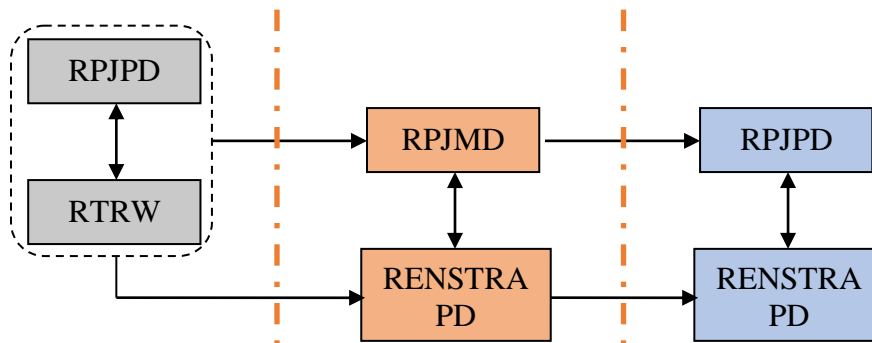 RPJPD
RTRW
RPJMD
RENSTRA
PD
RPJPD
RENSTRA
PD